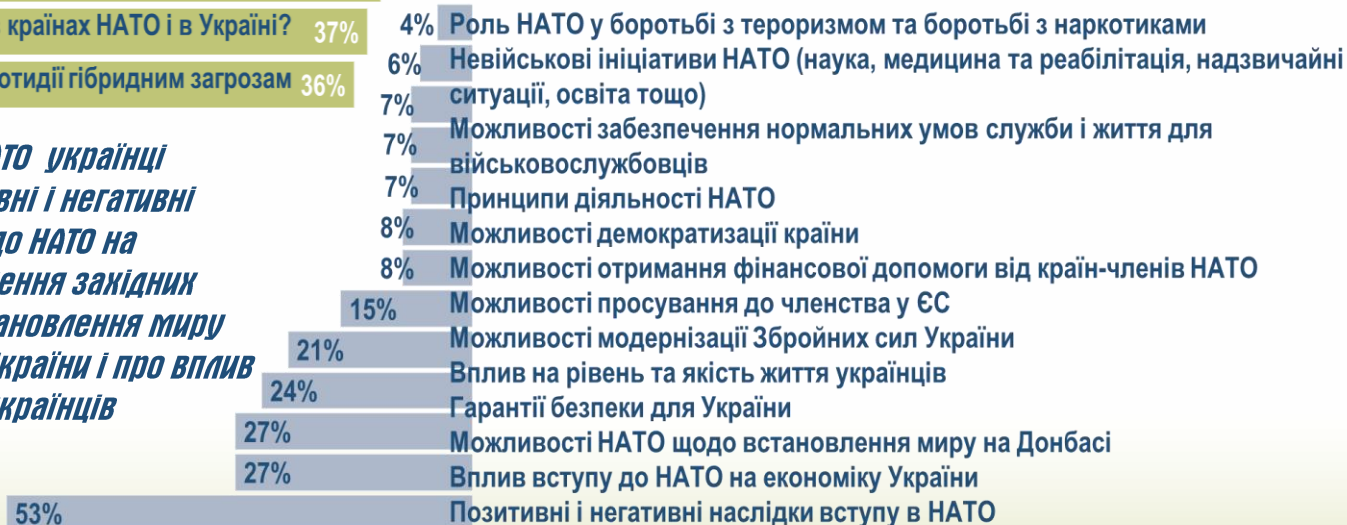 країнах НАТО і в Україні? 37%
отидії гібридним загрозам 36%
АТО українці
вні і негативні
до НАТО на
ення західних
ановлення миру
країни і про вплив
країнців
4% Роль НАТО у боротьбі з тероризмом та боротьбі з наркотиками
6% Невійськові ініціативи НАТО (наука, медицина та реабілітація, надзвичайні
7% ситуації, освіта тощо)
7% Можливості забезпечення нормальних умов служби і життя для
військовослужбовців
7% Принципи діяльності НАТО
8% Можливості демократизації країни
8% Можливості отримання фінансової допомоги від країн-членів НАТО
15% Можливості просування до членства у ЄС
21% Можливості модернізації Збройних сил України
Вплив на рівень та якість життя українців
24% Гарантії безпеки для України
27% Можливості НАТО щодо встановлення миру на Донбасі
27% Вплив вступу до НАТО на економіку України
53% Позитивні і негативні наслідки вступу в НАТО